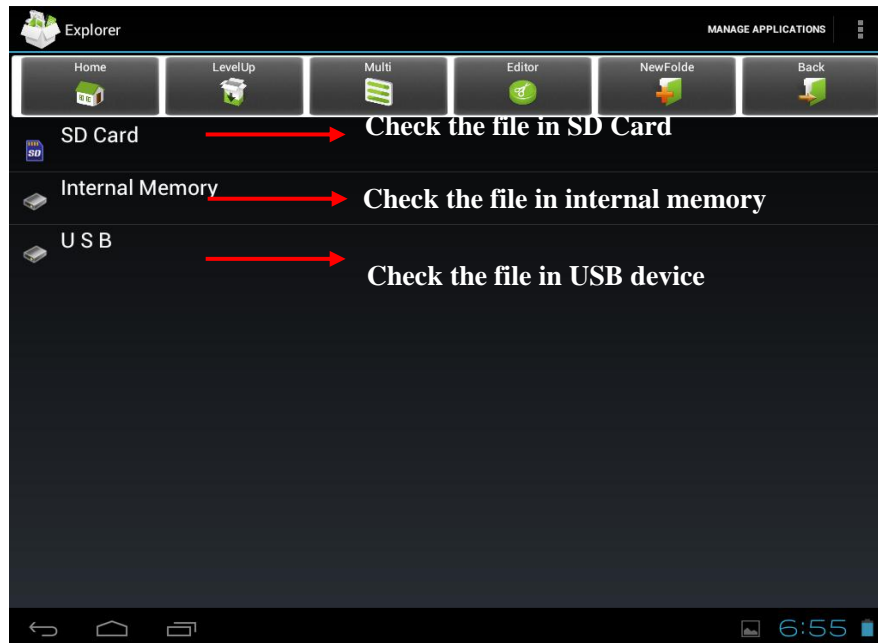 Explorer
MANAGE APPLICATIONS
Home LevelUp Multi Editor NewFolde Back
SD Card
Check the file in SD Card
SD
Internal Memory
Check the file in internal memory
U S B
Check the file in USB device
6:55